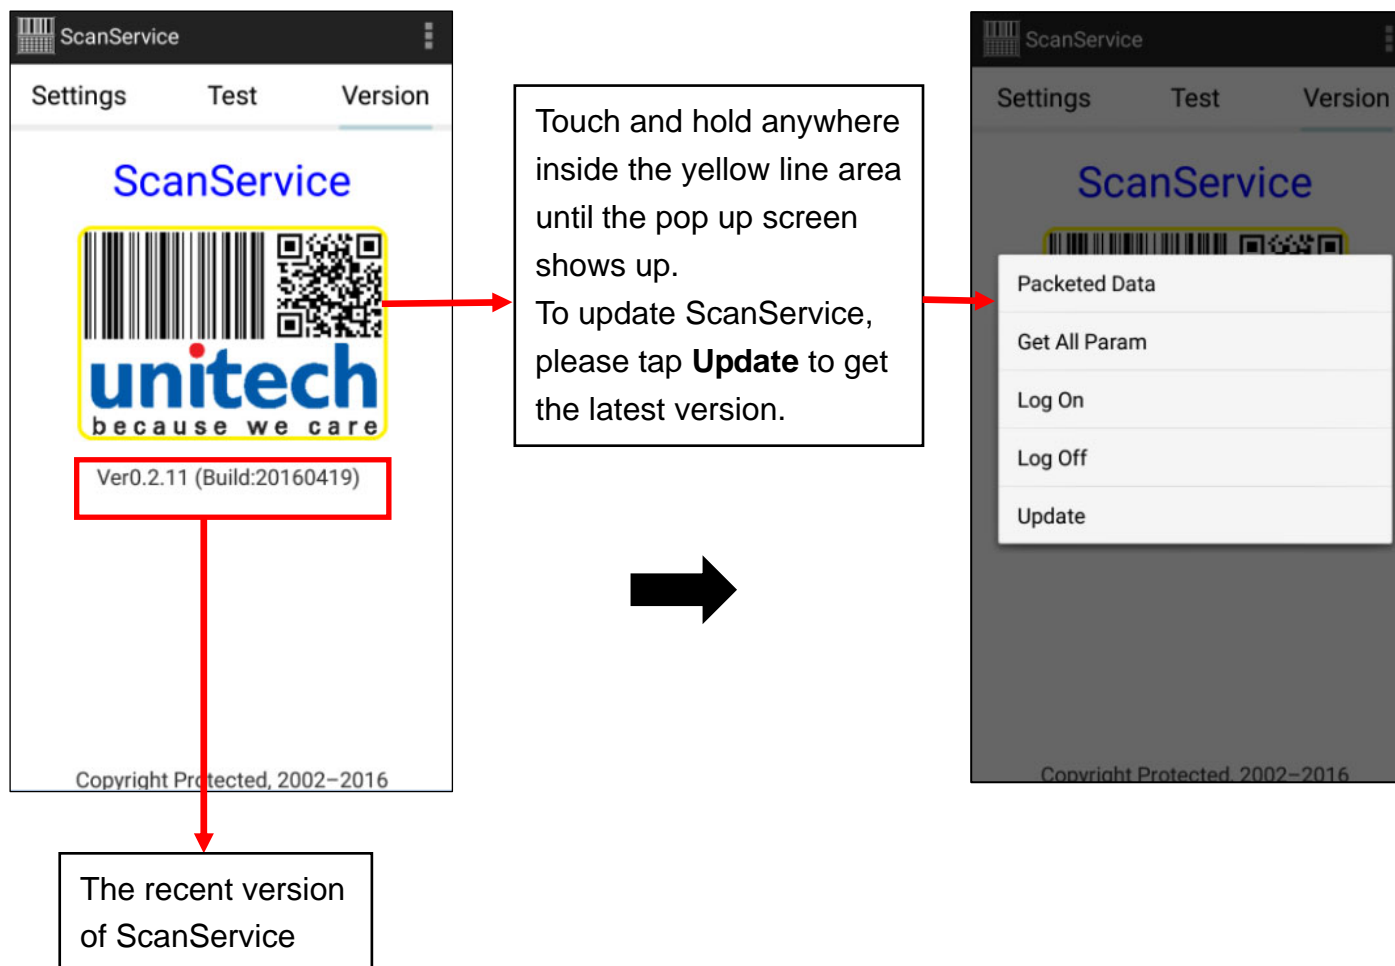 ScanService
Settings Test Version
ScanService
unitech
because we care
Ver0.2.11 (Build:20160419)
Copyright Protected, 2002–2016
The recent version
of ScanService
Touch and hold anywhere
inside the yellow line area
until the pop up screen
shows up.
To update ScanService,
please tap Update to get
the latest version.
ScanService
Settings Test Version
ScanService
Packeted Data
Get All Param
Log On
Log Off
Update
Copyright Protected, 2002–2016